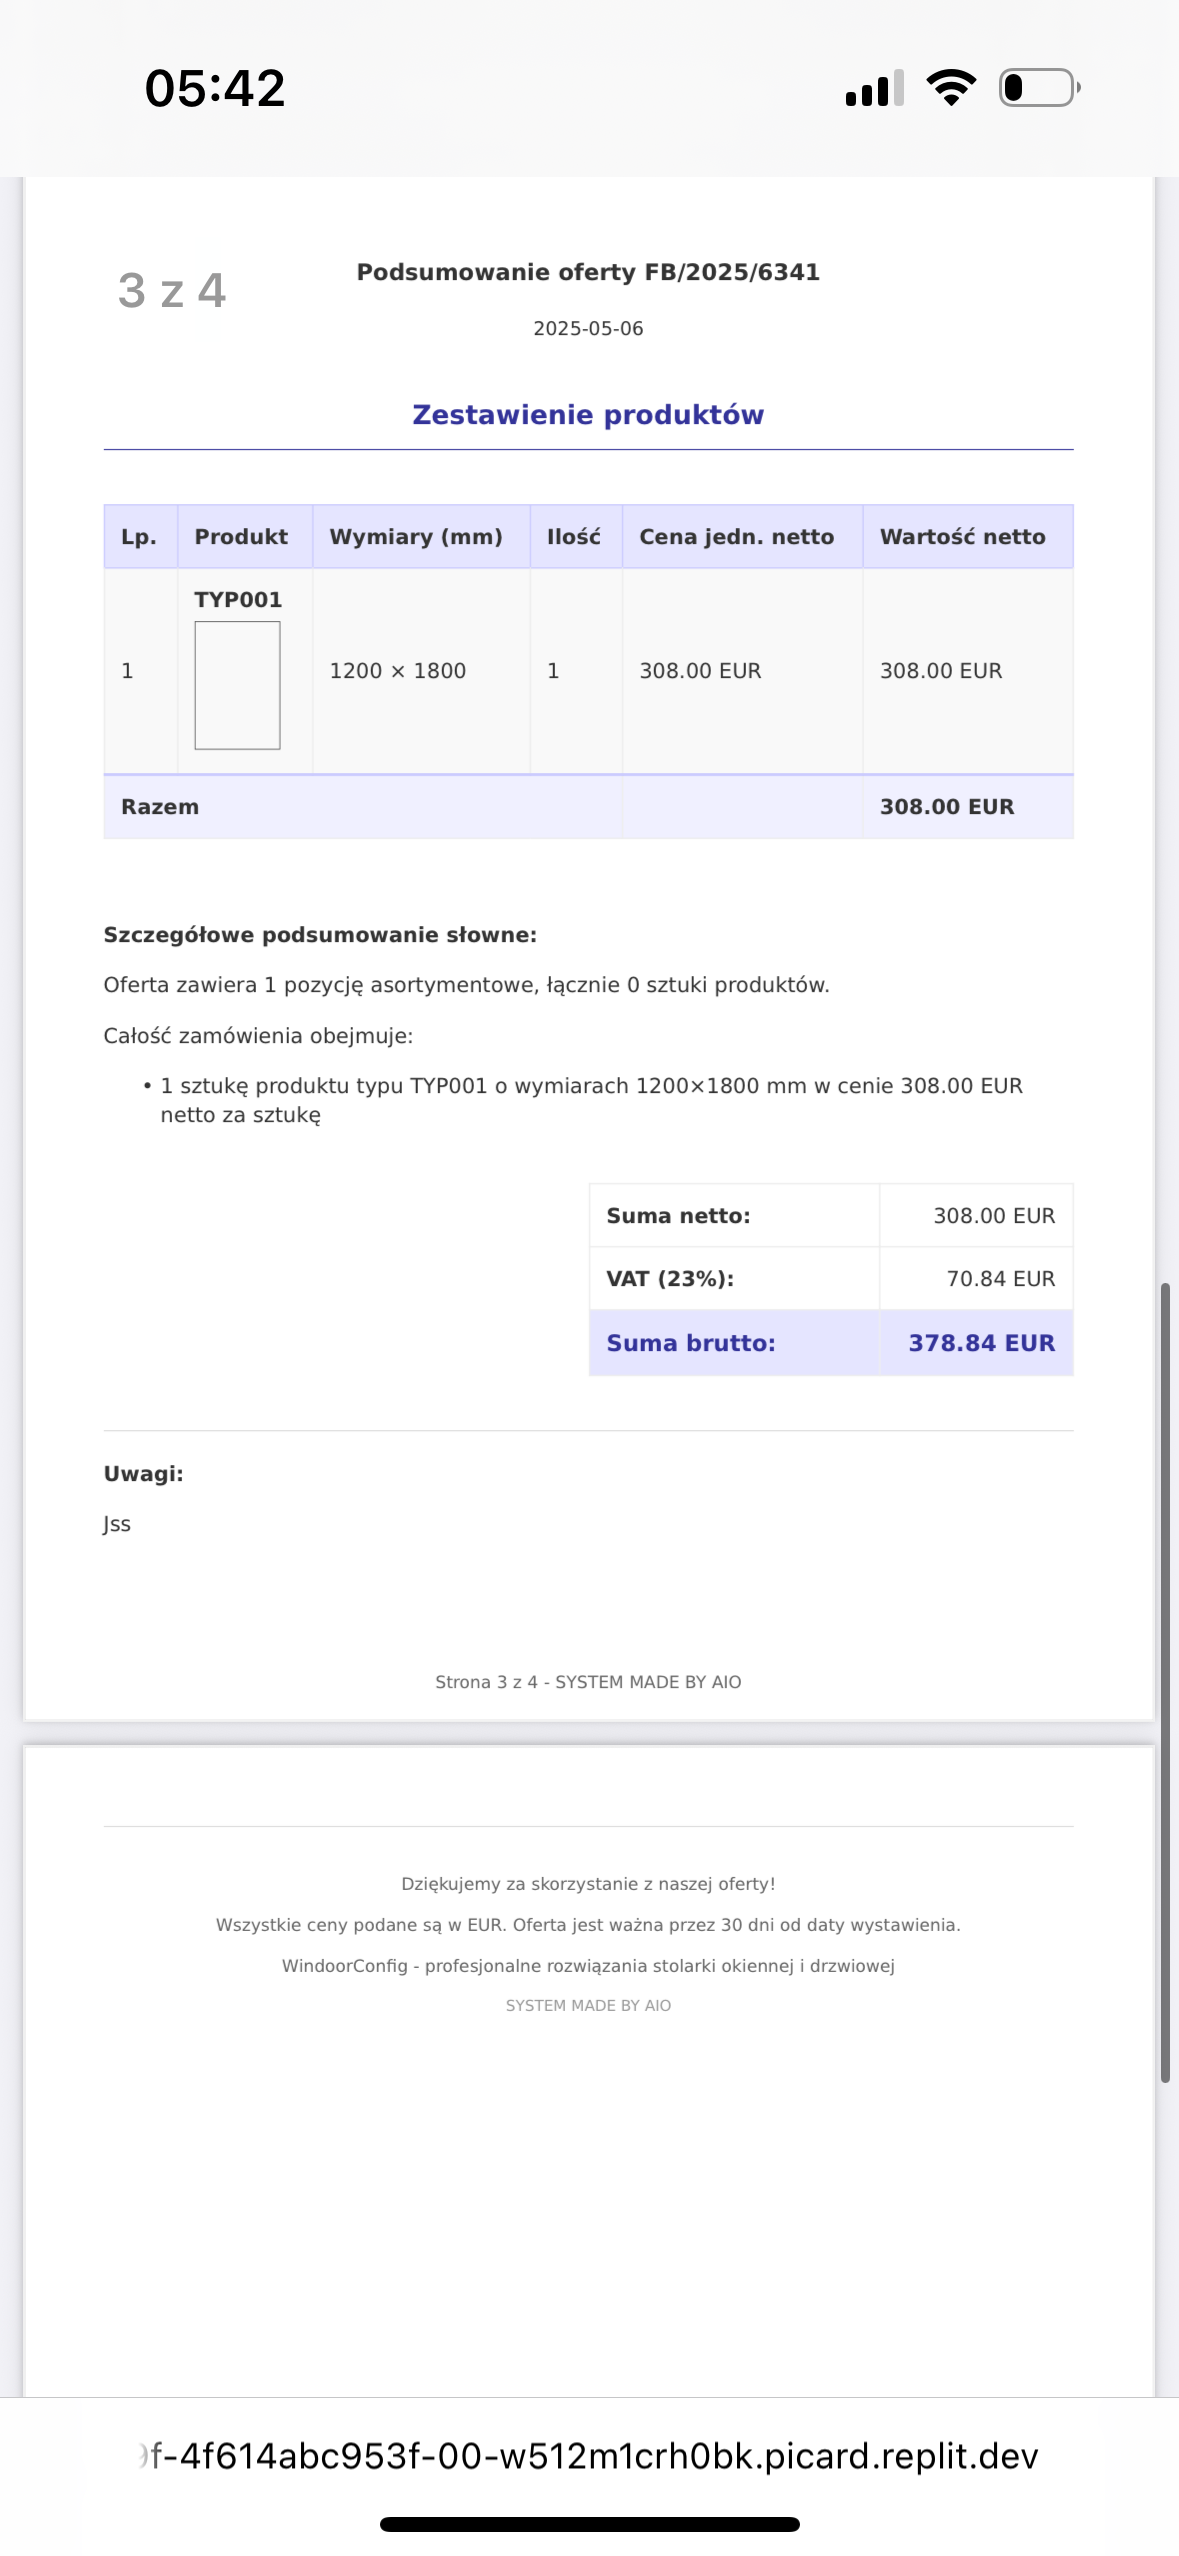 05:42
3 z 4
Podsumowanie oferty FB/2025/6341
2025-05-06
Zestawienie produktów
Lp. Produkt Wymiary (mm) Ilość Cena jedn. netto Wartość netto
TYP001
1 1200 × 1800 1 308.00 EUR 308.00 EUR
Razem 308.00 EUR
Szczegółowe podsumowanie słowne:
Oferta zawiera 1 pozycję asortymentowe, łącznie 0 sztuki produktów.
Całość zamówienia obejmuje:
• 1 sztukę produktu typu TYP001 o wymiarach 1200×1800 mm w cenie 308.00 EUR
netto za sztukę
Suma netto: 308.00 EUR
VAT (23%): 70.84 EUR
Suma brutto: 378.84 EUR
Uwagi:
Jss
Strona 3 z 4 - SYSTEM MADE BY AIO
Dziękujemy za skorzystanie z naszej oferty!
Wszystkie ceny podane są w EUR. Oferta jest ważna przez 30 dni od daty wystawienia.
WindoorConfig - profesjonalne rozwiązania stolarki okiennej i drzwiowej
SYSTEM MADE BY AIO
f-4f614abc953f-00-w512m1crh0bk.picard.replit.dev